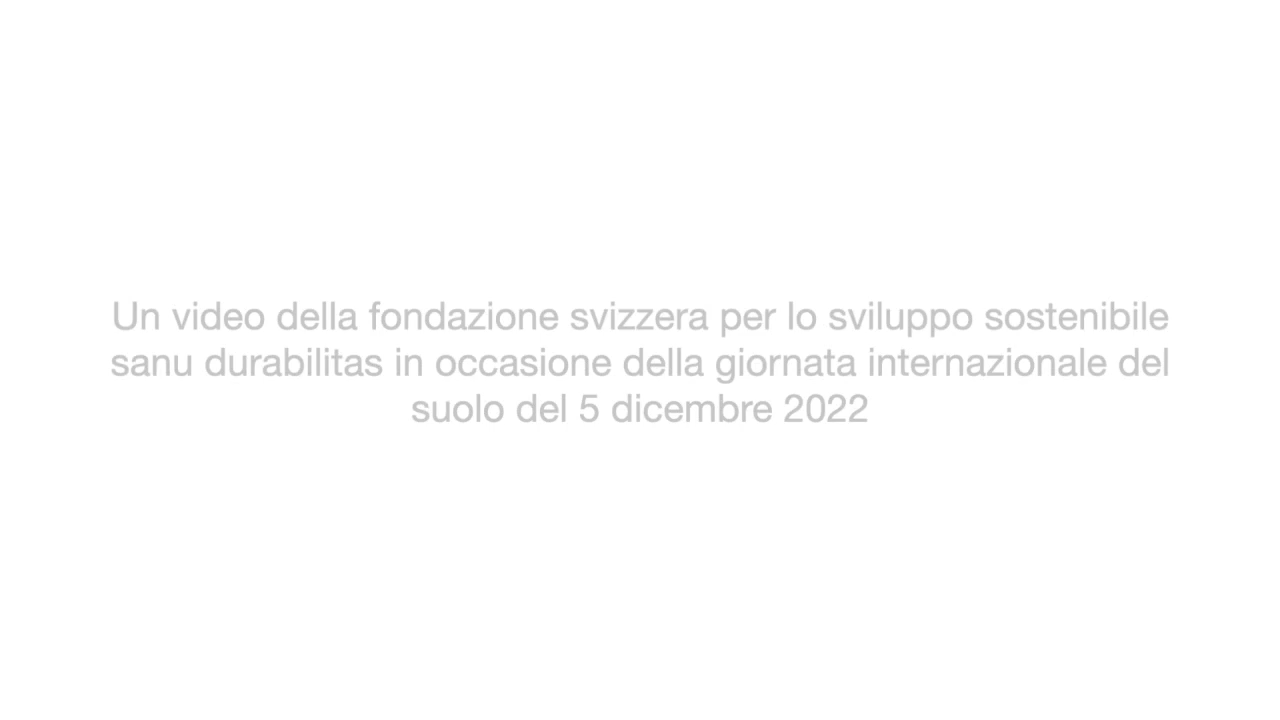 Un video della fondazione svizzera per lo sviluppo sostenibile
sanu durabilitas in occasione della giornata internazionale del
suolo del 5 dicembre 2022